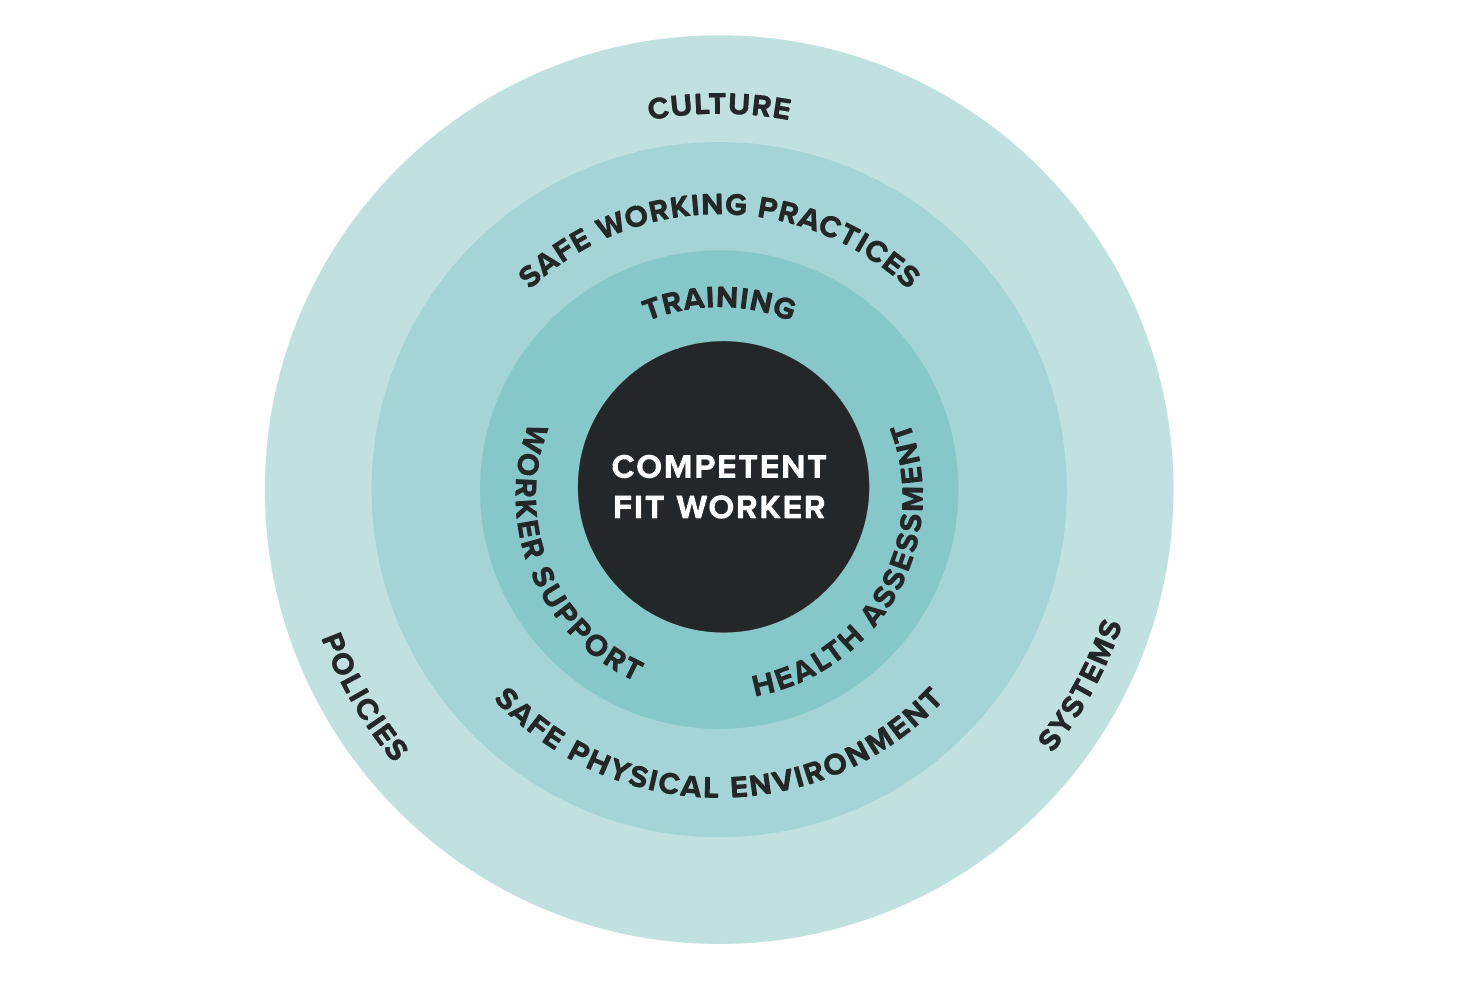 CULTURE
SAFE WORKING PRACTICES
TRAINING
WORKER SUPPORT
COMPETENT
FIT WORKER
HEALTH ASSESSMENT
SAFE PHYSICAL ENVIRONMENT
POLICIES
SYSTEMS